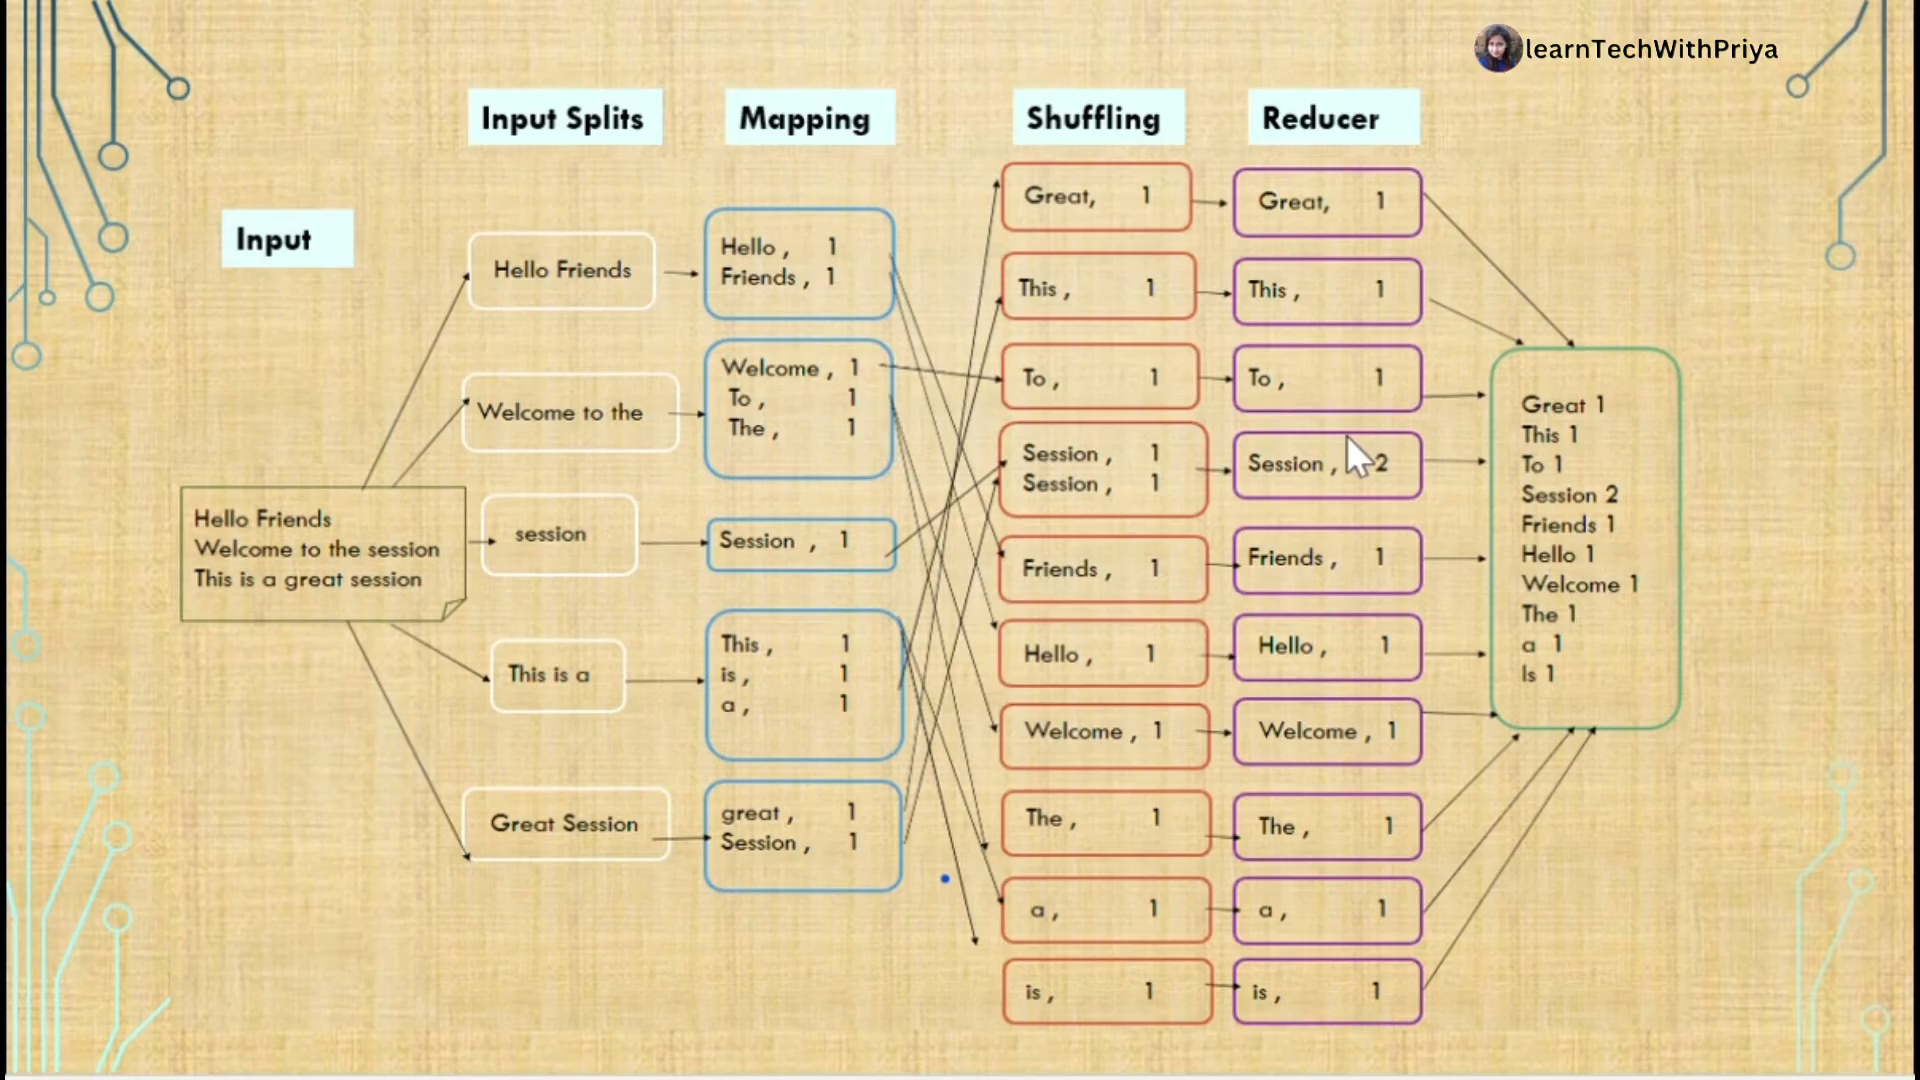 learnTechWithPriya
Input
Input Splits
Mapping
Shuffling
Reducer
Hello Friends
Welcome to the session
This is a great session
Hello Friends
Welcome to the
session
This is a
Great Session
Hello , 1
Friends , 1
Welcome , 1
To , 1
The , 1
Session , 1
This , 1
is , 1
a , 1
great , 1
Session , 1
Great, 1
This , 1
To , 1
Session , 1
Session , 1
Friends , 1
Hello , 1
Welcome , 1
The , 1
a , 1
is , 1
Great, 1
This , 1
To , 1
Session , 2
Friends , 1
Hello , 1
Welcome , 1
The , 1
a , 1
is , 1
Great 1
This 1
To 1
Session 2
Friends 1
Hello 1
Welcome 1
The 1
a 1
Is 1